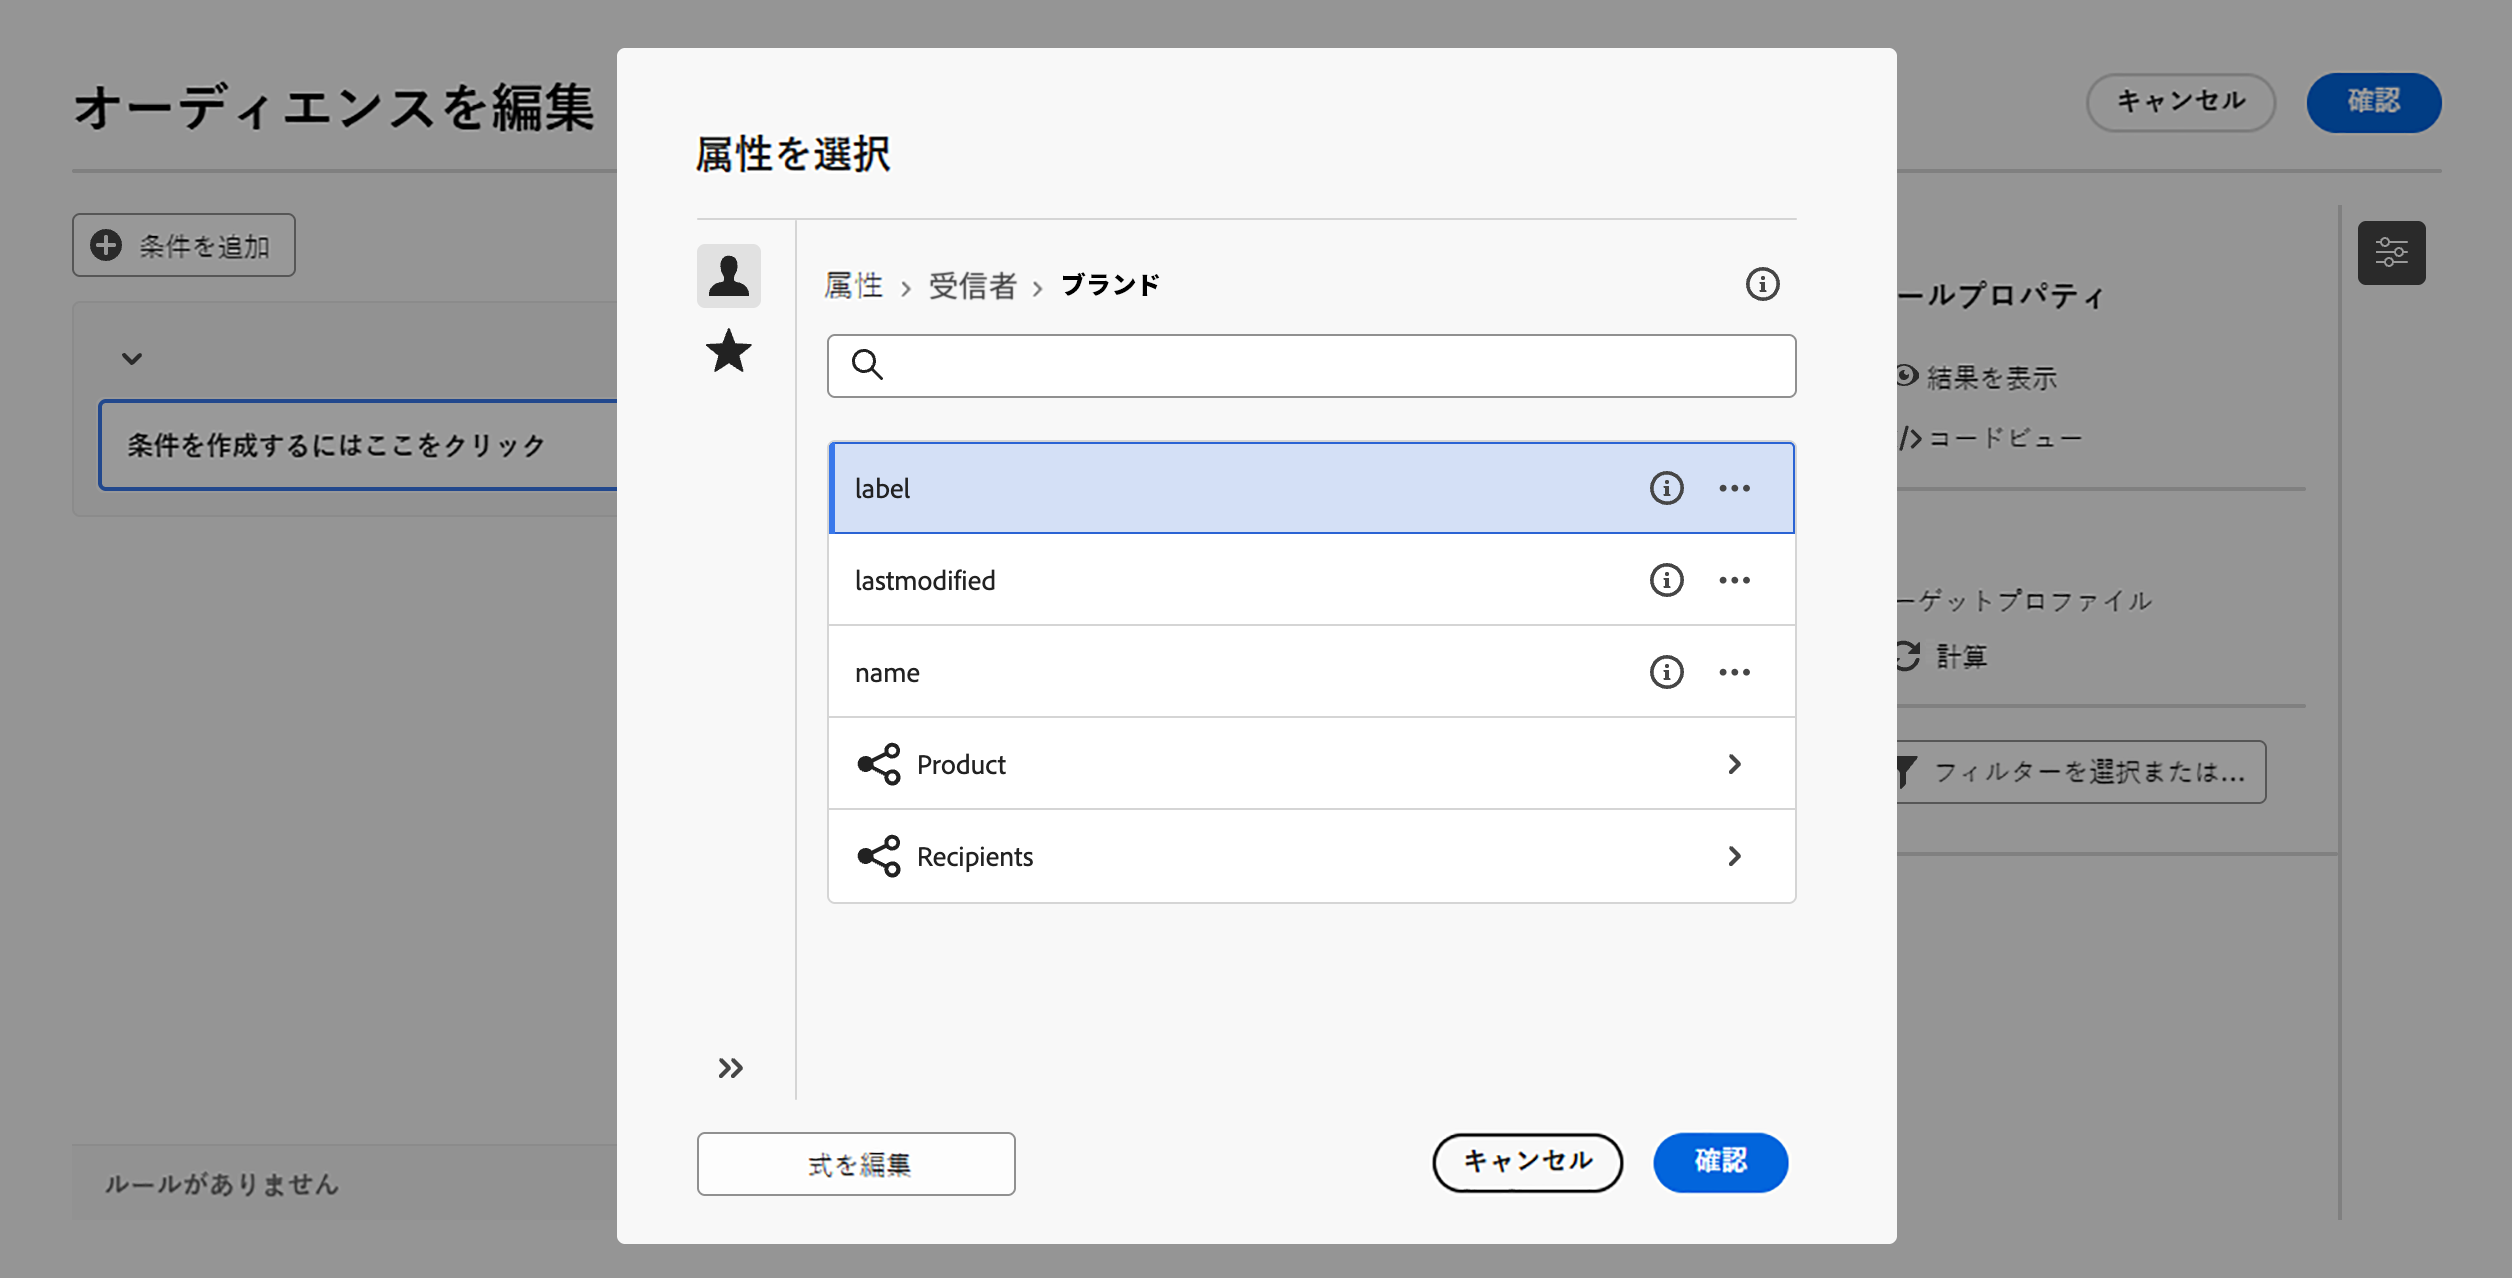 オーディエンスを編集
キャンセル
確認
条件を追加
条件を作成するにはここをクリック
ルールがありません
属性を選択
属性 > 受信者 > ブランド
label
lastmodified
name
Product
Recipients
式を編集
キャンセル
確認
ールプロパティ
結果を表示
コードビュー
ーゲットプロファイル
計算
フィルターを選択または...